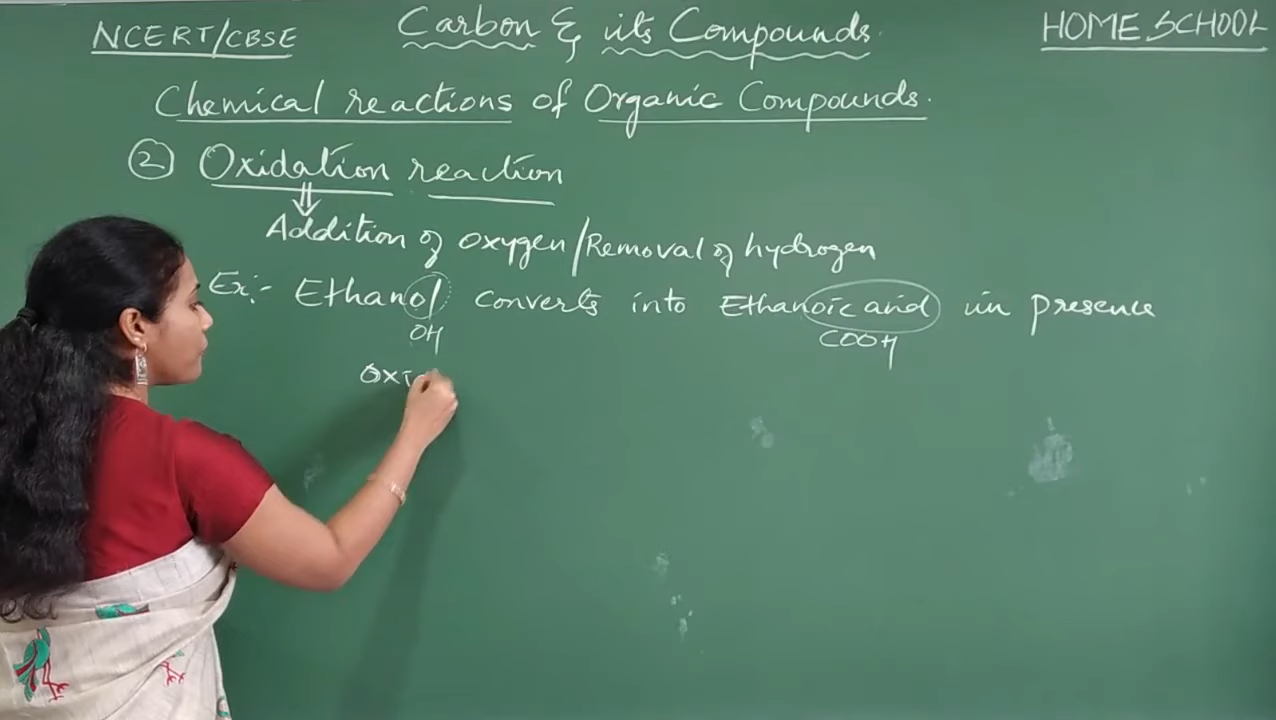 NCERT/CBSE
Carbon & its Compounds
HOME SCHOOL
Chemical reactions of Organic Compounds.
② Oxidation reaction
Addition of oxygen/Removal of hydrogen
Ex:- Ethanol converts into Ethanoic acid in presence
OH COOH
Oxi